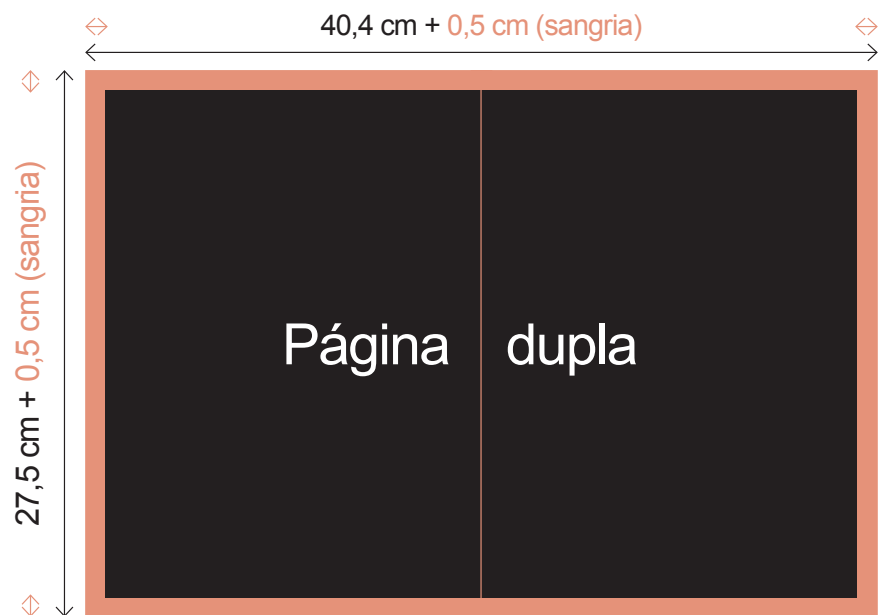 40,4 cm + 0,5 cm (sangria)
27,5 cm + 0,5 cm (sangria)
Página dupla